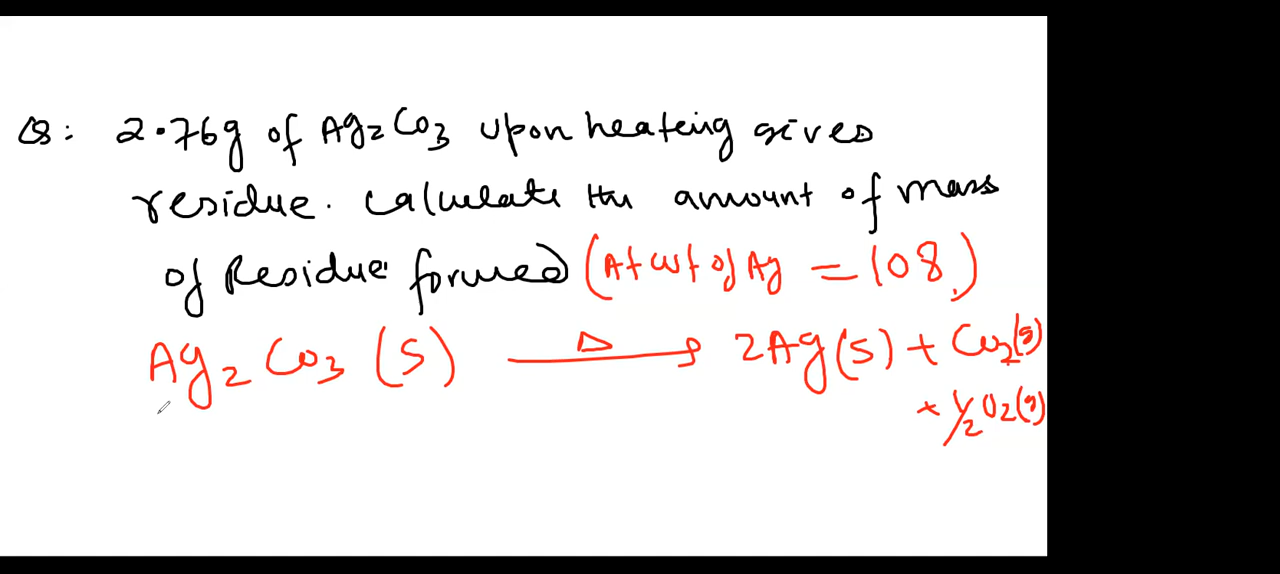 Q: 2.76g of Ag2CO3 upon heating gives
residue. Calculate the amount of mass
of Residue formed (At wt of Ag = 108.)
Ag2CO3 (S) Δ→ 2Ag(S) + CO2(g)
+ 1/2O2(g)